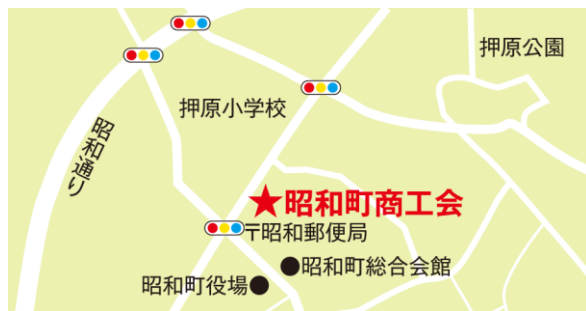 押原公園
押原小学校
昭和通り
★昭和町商工会
〒昭和郵便局
●昭和町総合会館
昭和町役場●